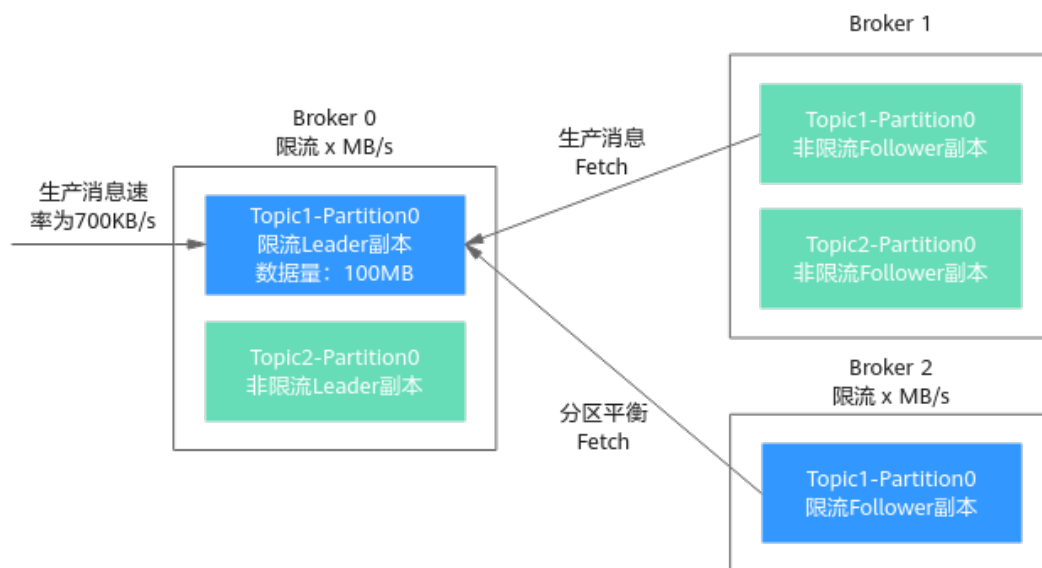 Broker 1
Topic1-Partition0
非限流Follower副本
Topic2-Partition0
非限流Follower副本
Broker 0
限流 x MB/s
生产消息速
率为700KB/s
Topic1-Partition0
限流Leader副本
数据量：100MB
Topic2-Partition0
非限流Leader副本
生产消息
Fetch
分区平衡
Fetch
Broker 2
限流 x MB/s
Topic1-Partition0
限流Follower副本